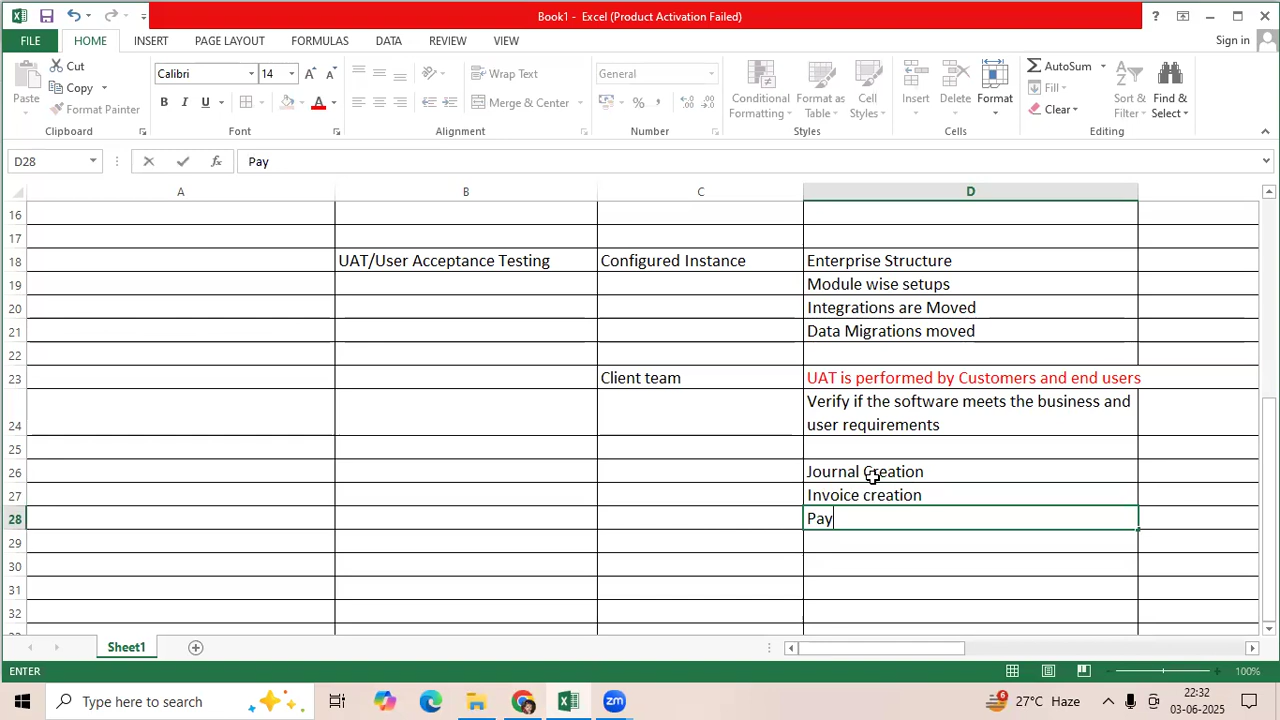 Book1 - Excel (Product Activation Failed)
?
FILE HOME INSERT PAGE LAYOUT FORMULAS DATA REVIEW VIEW
Sign in
Paste
Cut
Copy
Format Painter
Clipboard
Calibri 14
B I U
Font
Wrap Text
Merge & Center
Alignment
General
Number
Conditional Formatting
Format as Table
Cell Styles
Styles
Insert
Delete
Format
Cells
AutoSum
Fill
Clear
Sort & Filter
Find & Select
Editing
D28 Pay
A B C D
16
17
18 UAT/User Acceptance Testing Configured Instance Enterprise Structure
19 Module wise setups
20 Integrations are Moved
21 Data Migrations moved
22
23 Client team UAT is performed by Customers and end users
24 Verify if the software meets the business and
user requirements
25
26 Journal Creation
27 Invoice creation
28 Pay
29
30
31
32
Sheet1
ENTER 100%
Type here to search
27°C Haze
22:32
03-06-2025